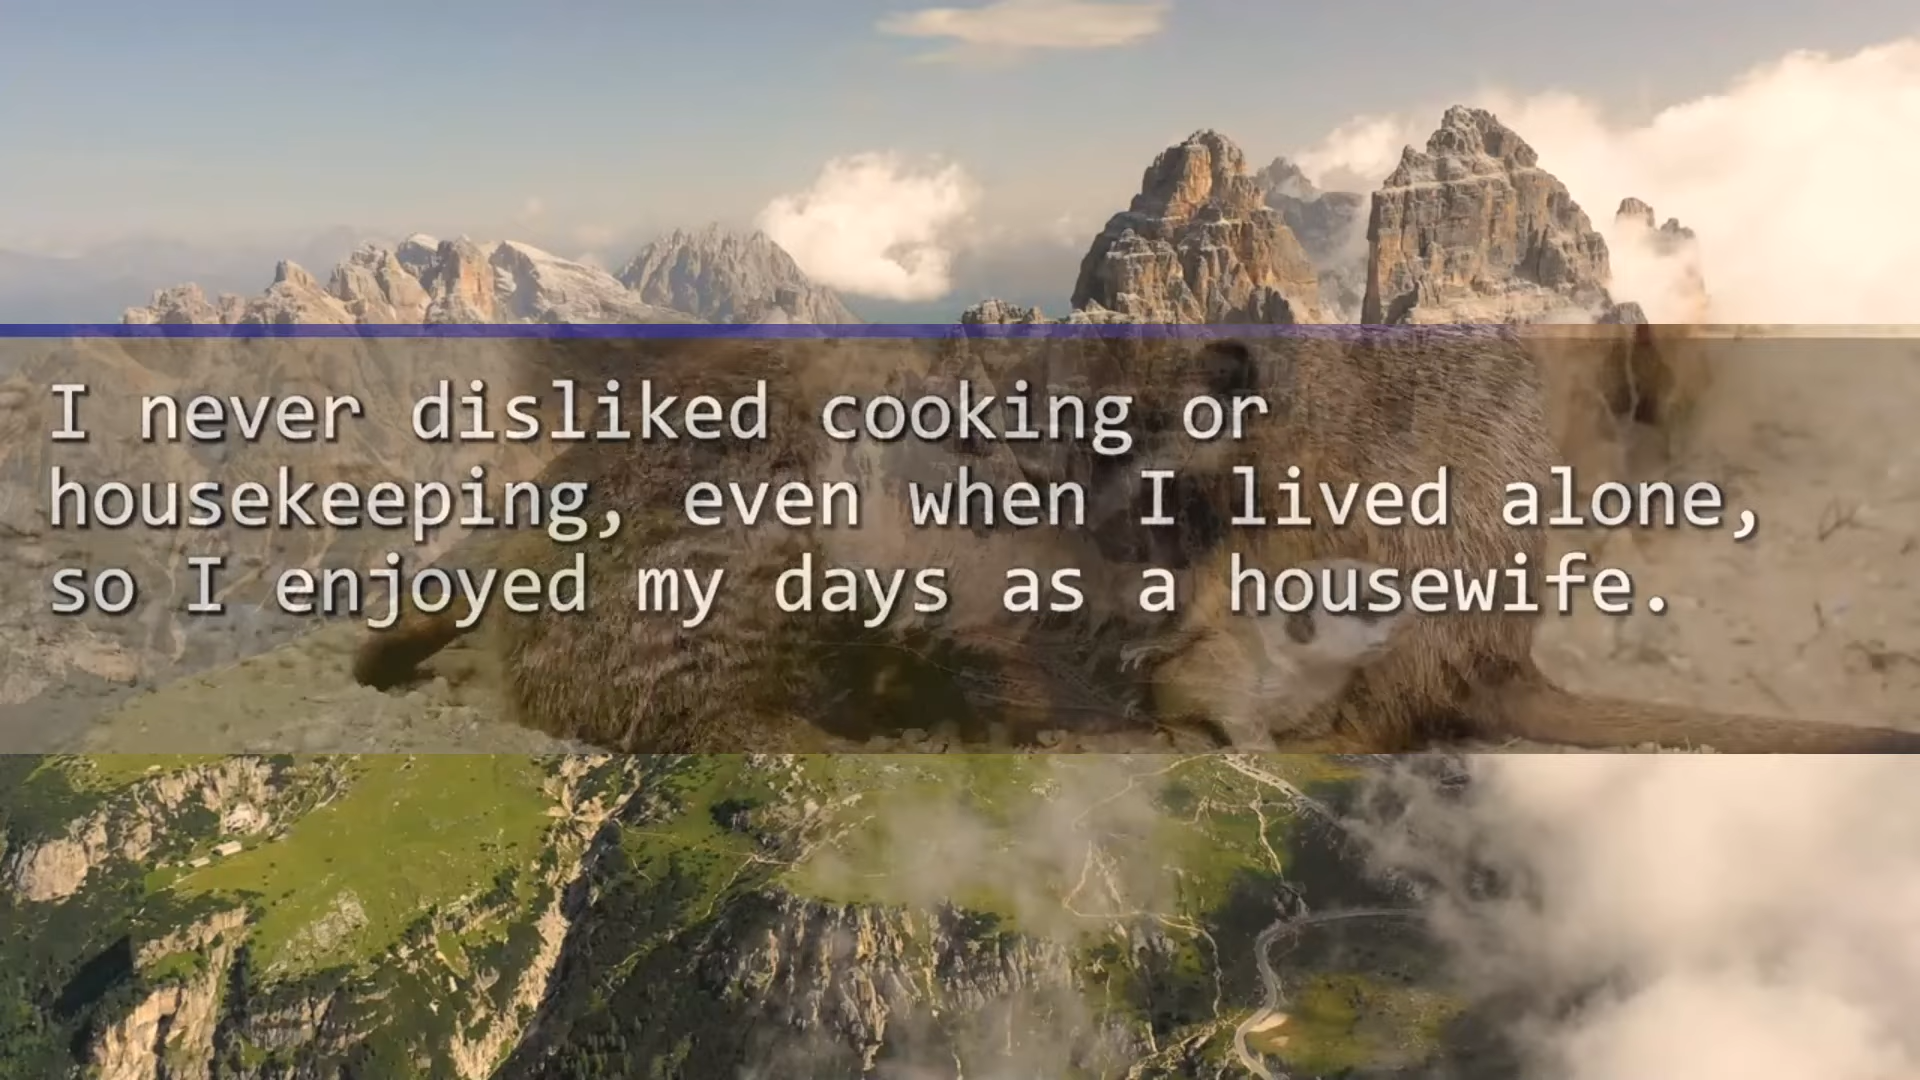 I never disliked cooking or
housekeeping, even when I lived alone,
so I enjoyed my days as a housewife.